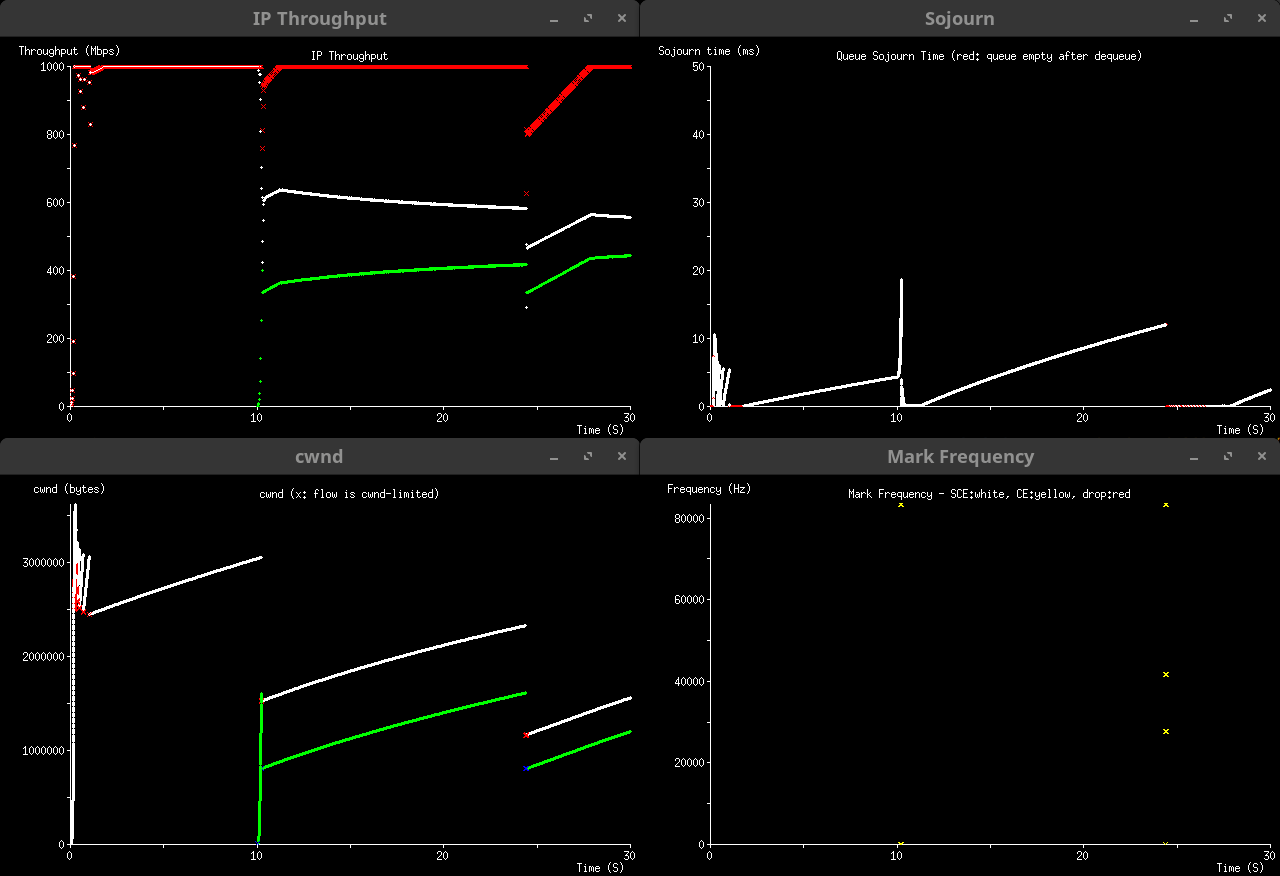 IP Throughput
Throughput (Mbps)
IP Throughput
1000
800
600
400
200
0
0
10
20
30
Time (S)
Sojourn
Sojourn time (ms)
Queue Sojourn Time (red: queue empty after dequeue)
50
40
30
20
10
0
0
10
20
30
Time (S)
cwnd
cwnd (bytes)
cwnd (x: flow is cwnd-limited)
3000000
2000000
1000000
0
0
10
20
30
Time (S)
Mark Frequency
Frequency (Hz)
Mark Frequency - SCE:white, CE:yellow, drop:red
80000
60000
40000
20000
0
0
10
20
30
Time (S)